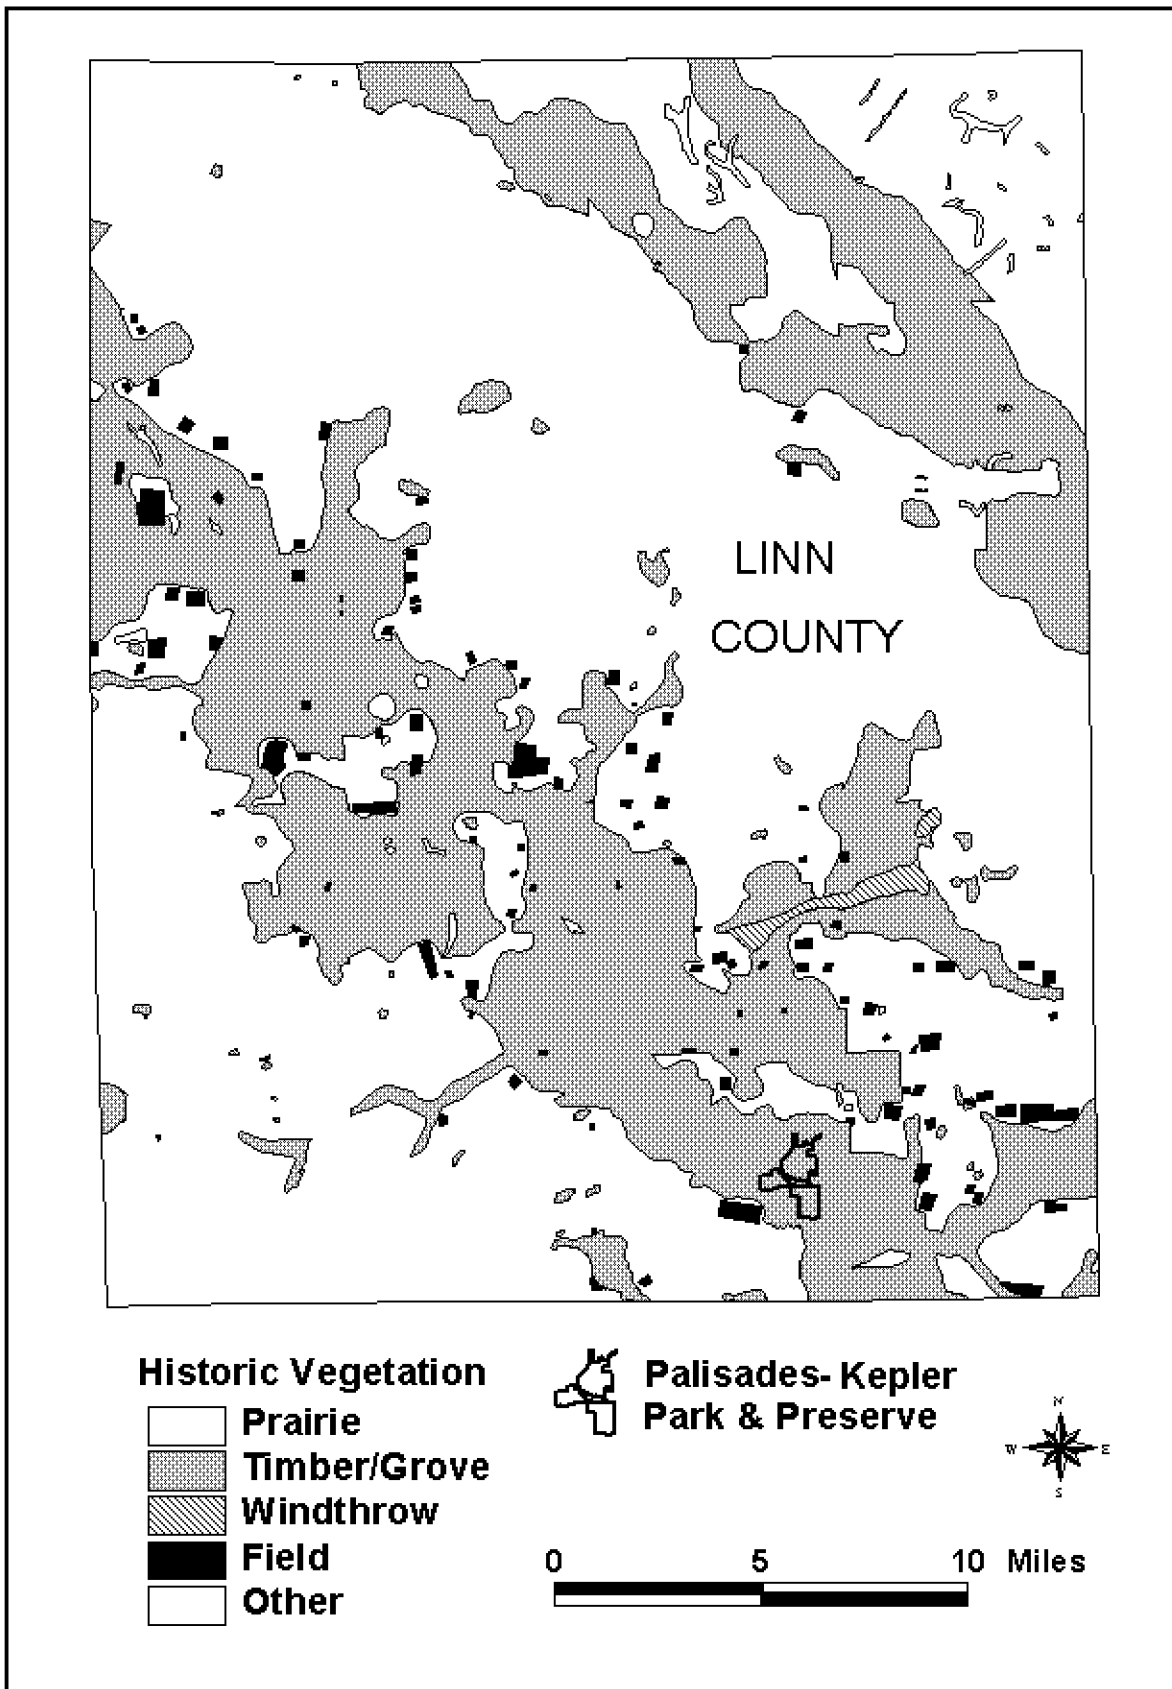 LINN
COUNTY
Historic Vegetation
Prairie
Timber/Grove
Windthrow
Field
Other
Palisades-Kepler
Park & Preserve
N
W E
S
0 5 10 Miles